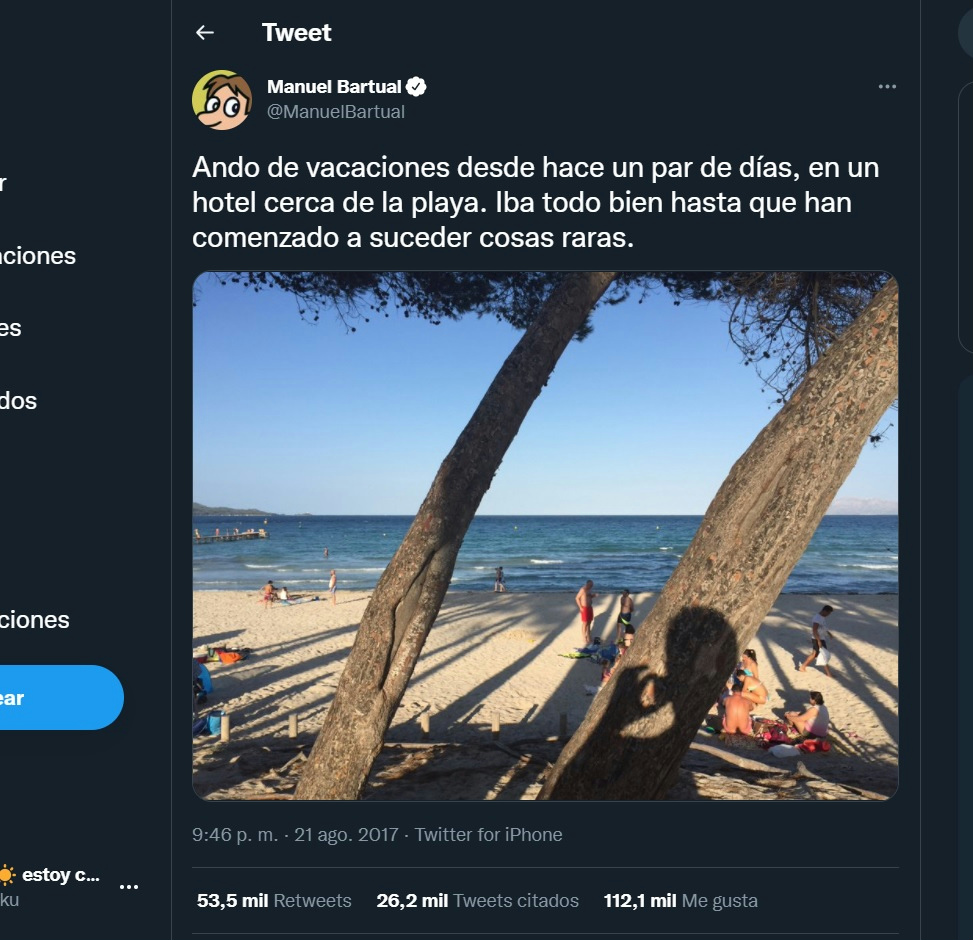 Tweet
Manuel Bartual
@ManuelBartual
Ando de vacaciones desde hace un par de días, en un
hotel cerca de la playa. Iba todo bien hasta que han
comenzado a suceder cosas raras.
r
ciones
es
dos
ciones
ear
estoy c...
ku
9:46 p. m. · 21 ago. 2017 · Twitter for iPhone
53,5 mil Retweets 26,2 mil Tweets citados 112,1 mil Me gusta